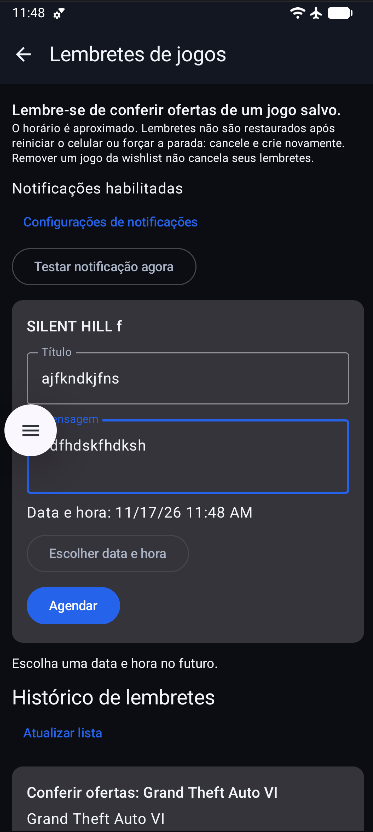 11:48
Lembretes de jogos
Lembre-se de conferir ofertas de um jogo salvo.
O horário é aproximado. Lembretes não são restaurados após
reiniciar o celular ou forçar a parada: cancele e crie novamente.
Remover um jogo da wishlist não cancela seus lembretes.
Notificações habilitadas
Configurações de notificações
Testar notificação agora
SILENT HILL f
Título
ajfkndkjfns
ensagem
dfhdskfhdksh
Data e hora: 11/17/26 11:48 AM
Escolher data e hora
Agendar
Escolha uma data e hora no futuro.
Histórico de lembretes
Atualizar lista
Conferir ofertas: Grand Theft Auto VI
Grand Theft Auto VI